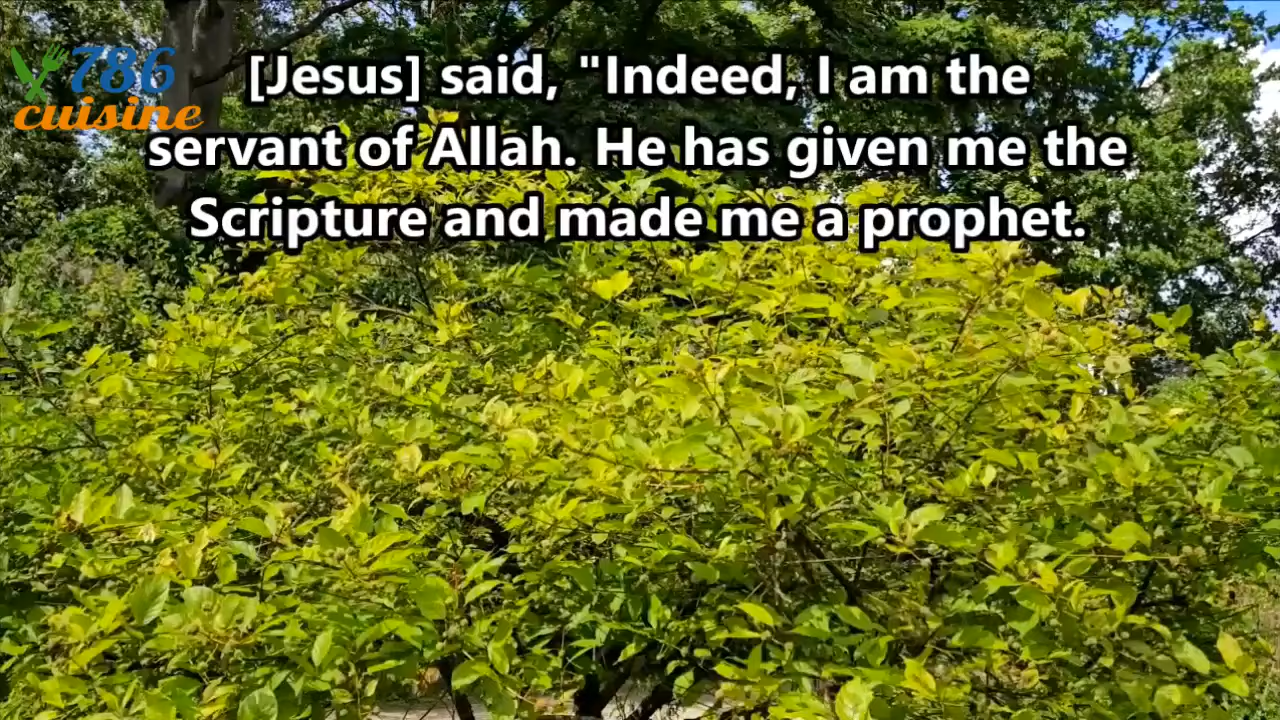 786
cuisine
[Jesus] said, "Indeed, I am the
servant of Allah. He has given me the
Scripture and made me a prophet.